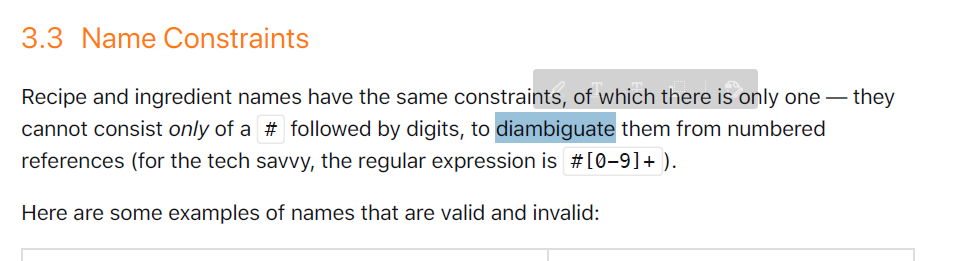 3.3 Name Constraints
Recipe and ingredient names have the same constraints, of which there is only one — they
cannot consist only of a # followed by digits, to diambiguate them from numbered
references (for the tech savvy, the regular expression is #[0-9]+ ).
Here are some examples of names that are valid and invalid: